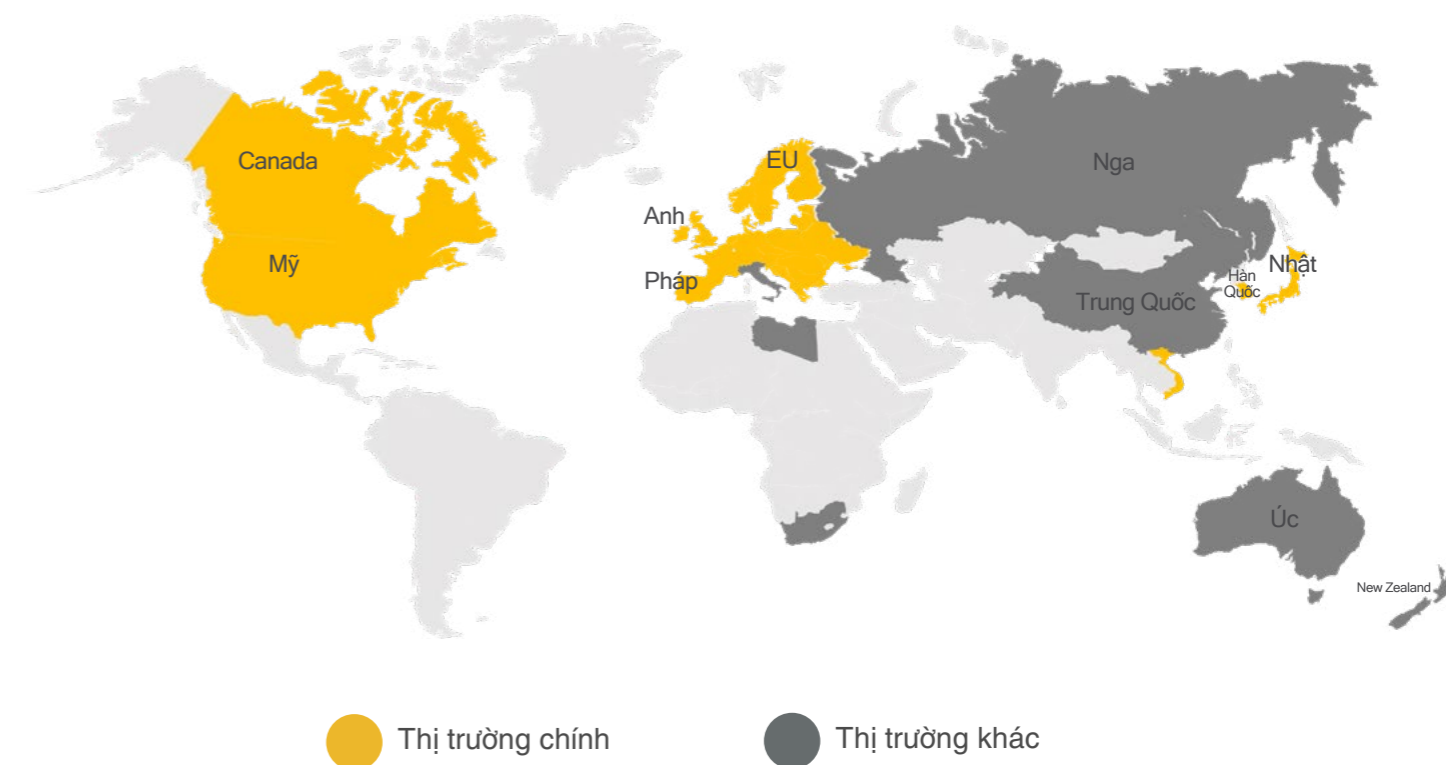 Canada
Mỹ
EU
Anh
Pháp
Nga
Trung Quốc
Hàn
Quốc
Nhật
Úc
New Zealand
Thị trường chính
Thị trường khác